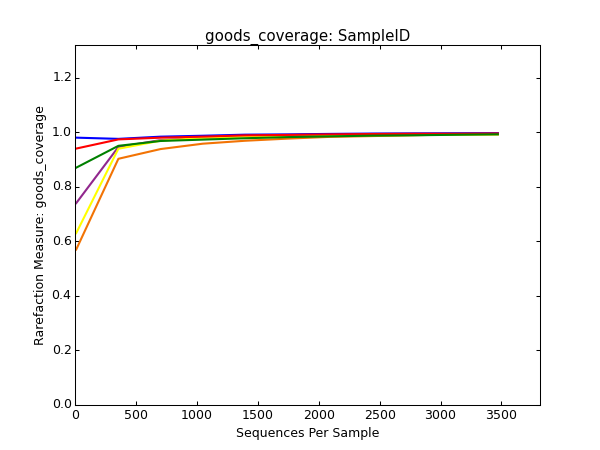 goods_coverage: SampleID
1.2
1.0
0.8
0.6
0.4
0.2
0.0
Rarefaction Measure: goods_coverage
0 500 1000 1500 2000 2500 3000 3500
Sequences Per Sample